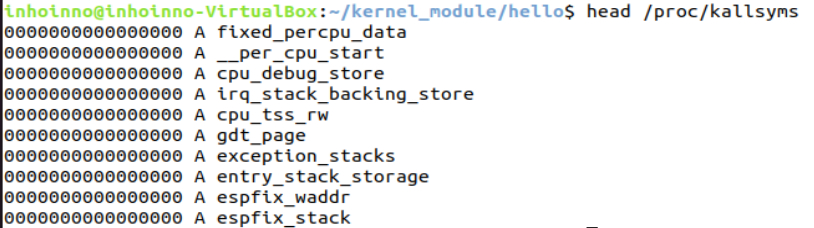 inhoinno@inhoinno-VirtualBox:~/kernel_module/hello$ head /proc/kallsyms
0000000000000000 A fixed_percpu_data
0000000000000000 A __per_cpu_start
0000000000000000 A cpu_debug_store
0000000000000000 A irq_stack_backing_store
0000000000000000 A cpu_tss_rw
0000000000000000 A gdt_page
0000000000000000 A exception_stacks
0000000000000000 A entry_stack_storage
0000000000000000 A espfix_waddr
0000000000000000 A espfix_stack